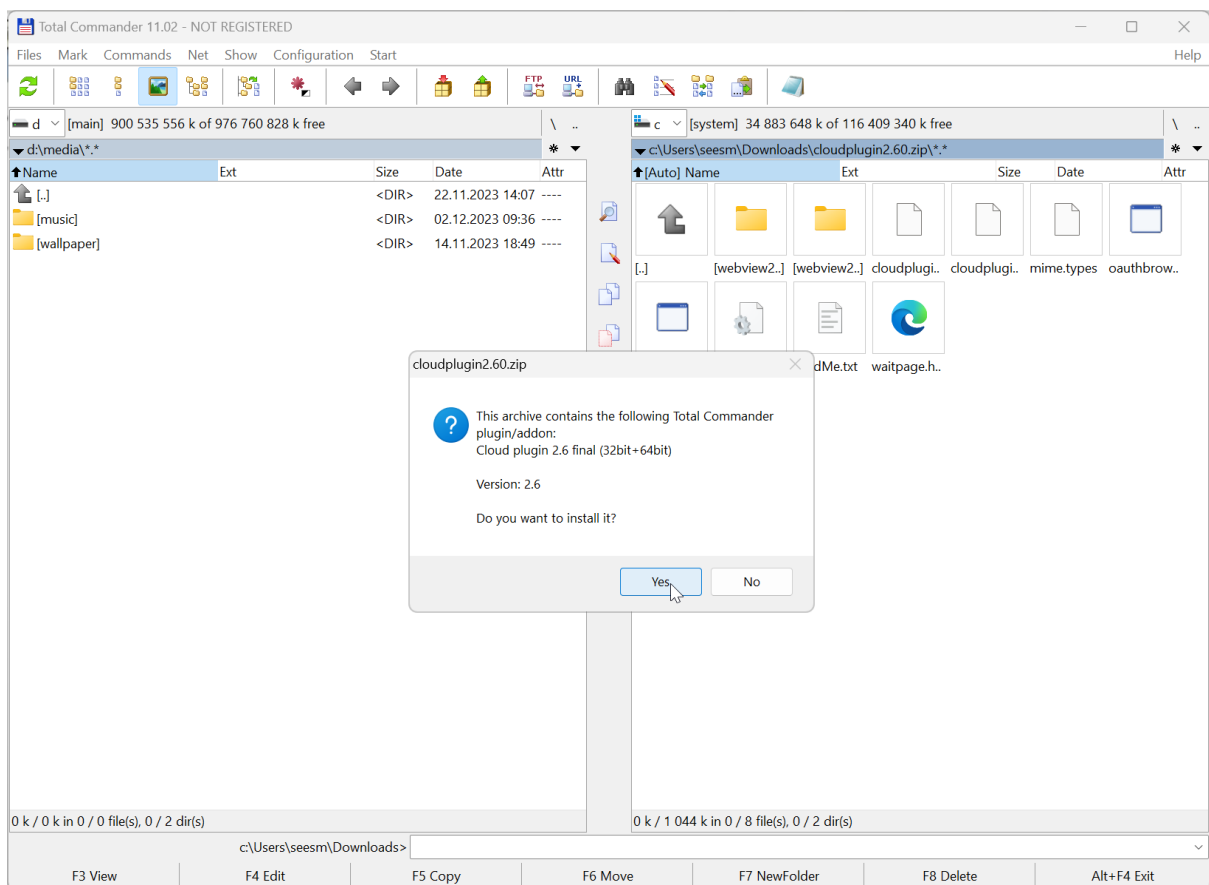 Total Commander 11.02 - NOT REGISTERED
Files Mark Commands Net Show Configuration Start Help
FTP URL
d [main] 900 535 556 k of 976 760 828 k free \ ..
c [system] 34 883 648 k of 116 409 340 k free \ ..
d:\media\*.* *
c:\Users\seesm\Downloads\cloudplugin2.60.zip\*.* *
Name Ext Size Date Attr
[..] <DIR> 22.11.2023 14:07 ----
[music] <DIR> 02.12.2023 09:36 ----
[wallpaper] <DIR> 14.11.2023 18:49 ----
[Auto] Name Ext Size Date Attr
[..] [webview2..] [webview2..] cloudplugi.. cloudplugi.. mime.types oauthbrow..
dMe.txt waitpage.h..
cloudplugin2.60.zip
?
This archive contains the following Total Commander
plugin/addon:
Cloud plugin 2.6 final (32bit+64bit)
Version: 2.6
Do you want to install it?
Yes No
0 k / 0 k in 0 / 0 file(s), 0 / 2 dir(s)
0 k / 1 044 k in 0 / 8 file(s), 0 / 2 dir(s)
c:\Users\seesm\Downloads>
F3 View F4 Edit F5 Copy F6 Move F7 NewFolder F8 Delete Alt+F4 Exit